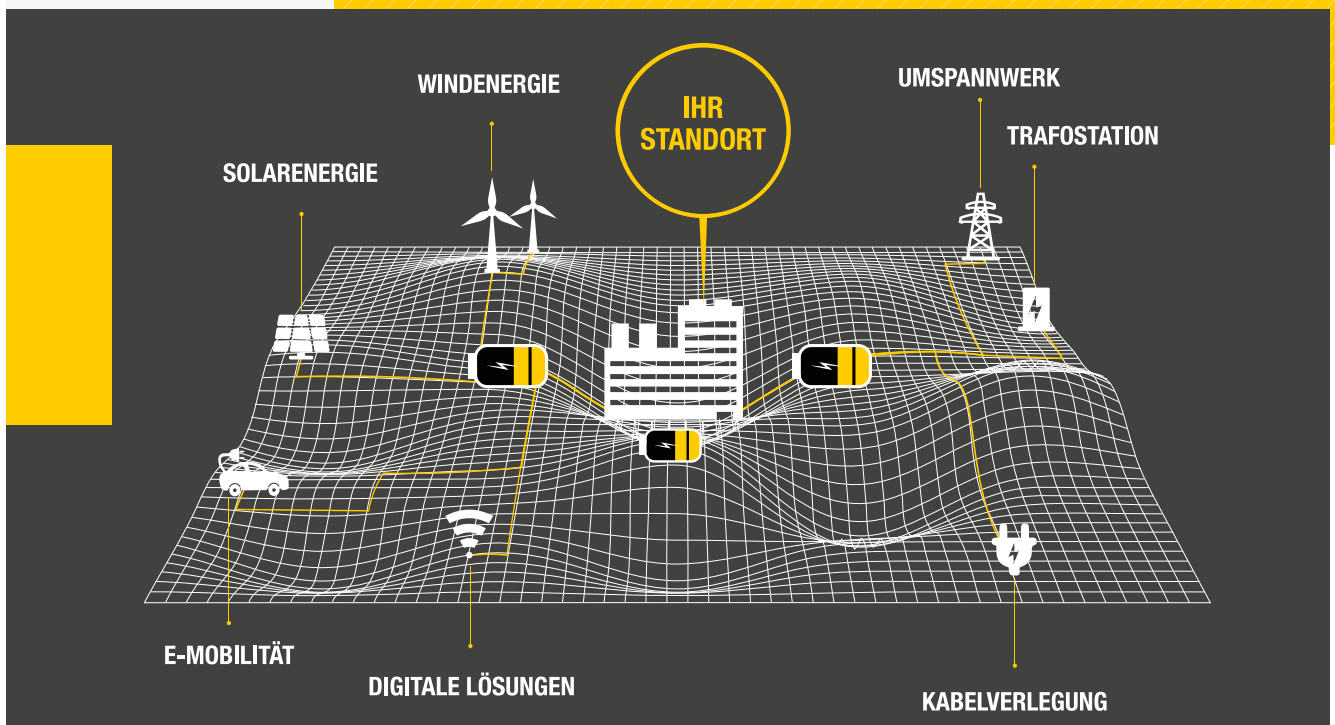 WINDENERGIE
IHR
STANDORT
UMSPANNWERK
TRAFOSTATION
SOLARENERGIE
E-MOBILITÄT
DIGITALE LÖSUNGEN
KABELVERLEGUNG